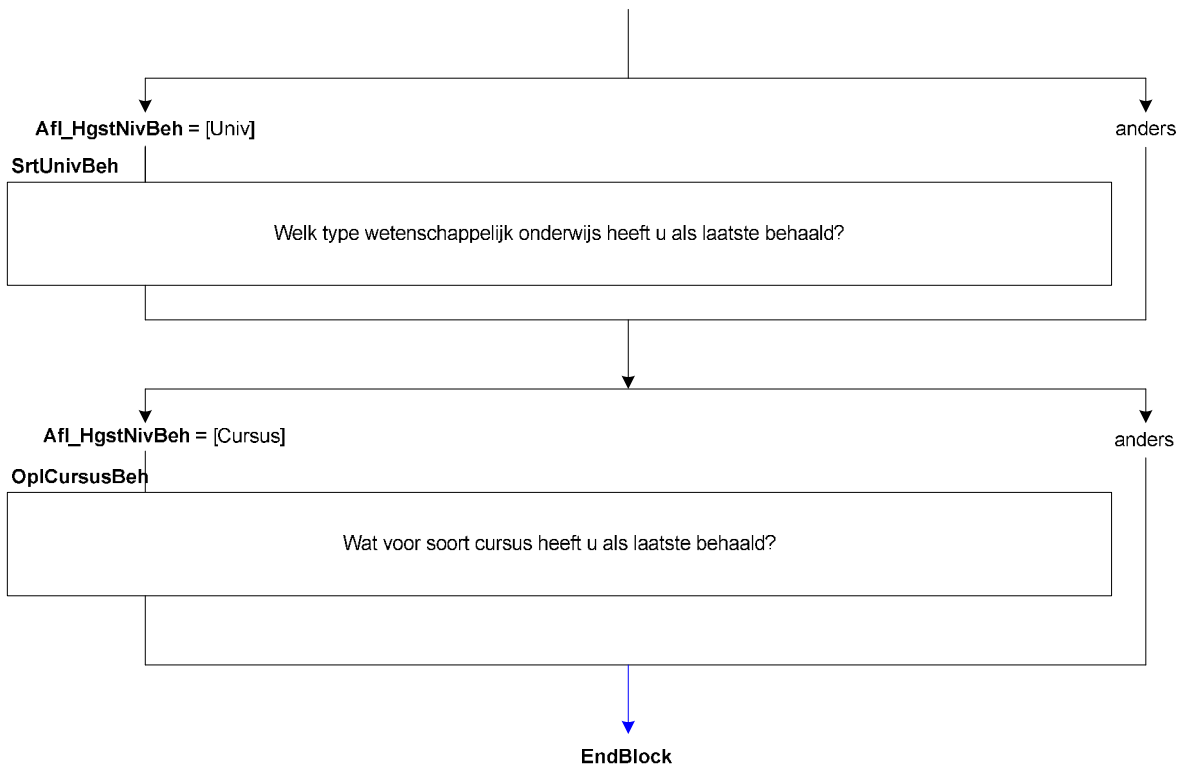 Afl_HgstNivBeh = [Univ]
anders
SrtUnivBeh
Welk type wetenschappelijk onderwijs heeft u als laatste behaald?
Afl_HgstNivBeh = [Cursus]
anders
OplCursusBeh
Wat voor soort cursus heeft u als laatste behaald?
EndBlock